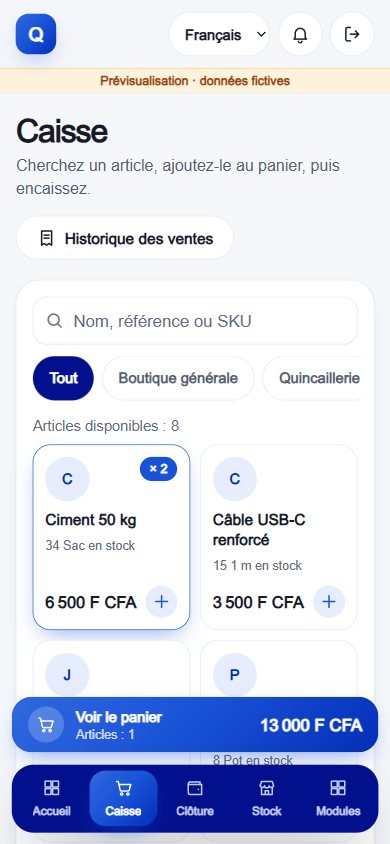 Q
Français
Prévisualisation · données fictives
Caisse
Cherchez un article, ajoutez-le au panier, puis
encaissez.
Historique des ventes
Nom, référence ou SKU
Tout
Boutique générale
Quincaillerie
Articles disponibles : 8
C
× 2
Ciment 50 kg
34 Sac en stock
6 500 F CFA
C
Câble USB-C
renforcé
15 1 m en stock
3 500 F CFA
J
P
8 Pot en stock
Voir le panier
Articles : 1
13 000 F CFA
Accueil
Caisse
Clôture
Stock
Modules